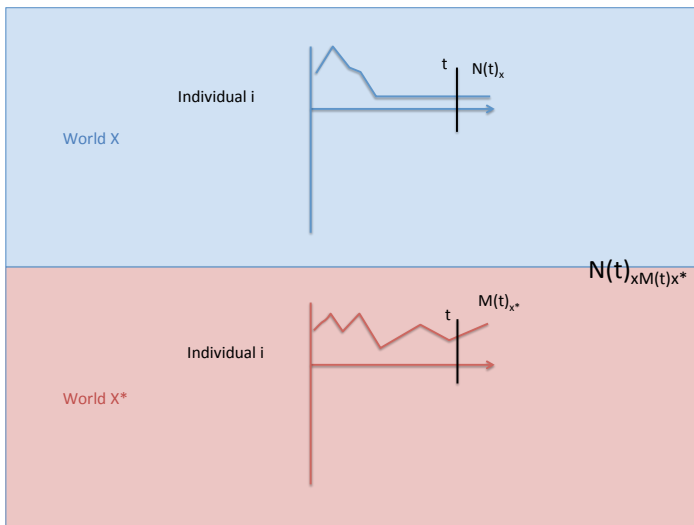 t N(t)x
Individual i
World X
N(t)xM(t)x*
M(t)x*
t
Individual i
World X*